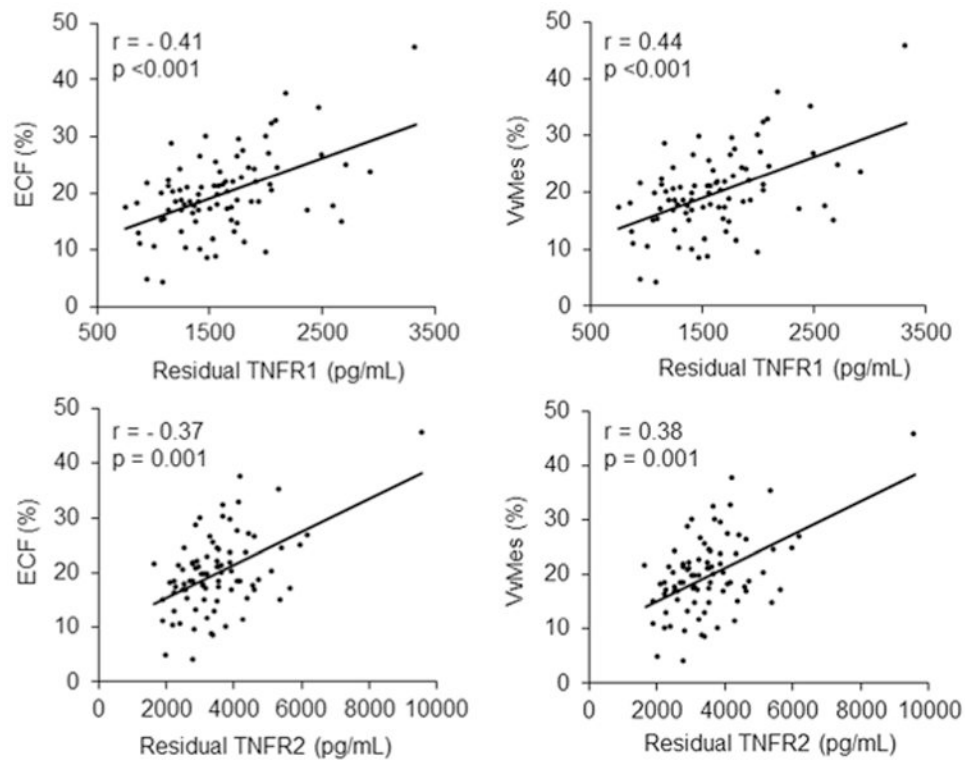 50
40
30
20
10
0
ECF (%)
r = - 0.41
p <0.001
500 1500 2500 3500
Residual TNFR1 (pg/mL)
50
40
30
20
10
0
VvMes (%)
r = 0.44
p <0.001
500 1500 2500 3500
Residual TNFR1 (pg/mL)
50
40
30
20
10
0
ECF (%)
r = - 0.37
p = 0.001
0 2000 4000 6000 8000 10000
Residual TNFR2 (pg/mL)
50
40
30
20
10
0
VvMes (%)
r = 0.38
p = 0.001
0 2000 4000 6000 8000 10000
Residual TNFR2 (pg/mL)